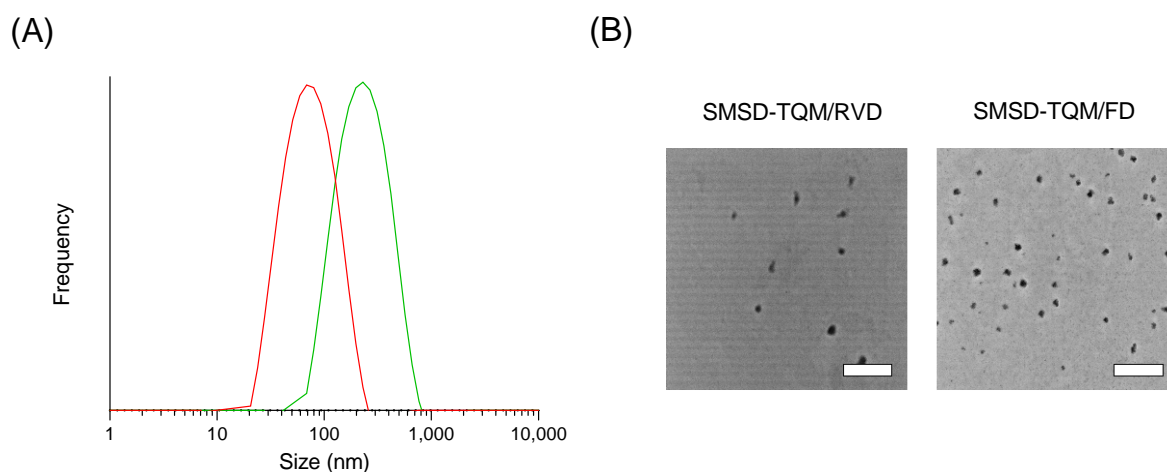 (A)
Frequency
1 10 100 1,000 10,000
Size (nm)
(B)
SMSD-TQM/RVD SMSD-TQM/FD